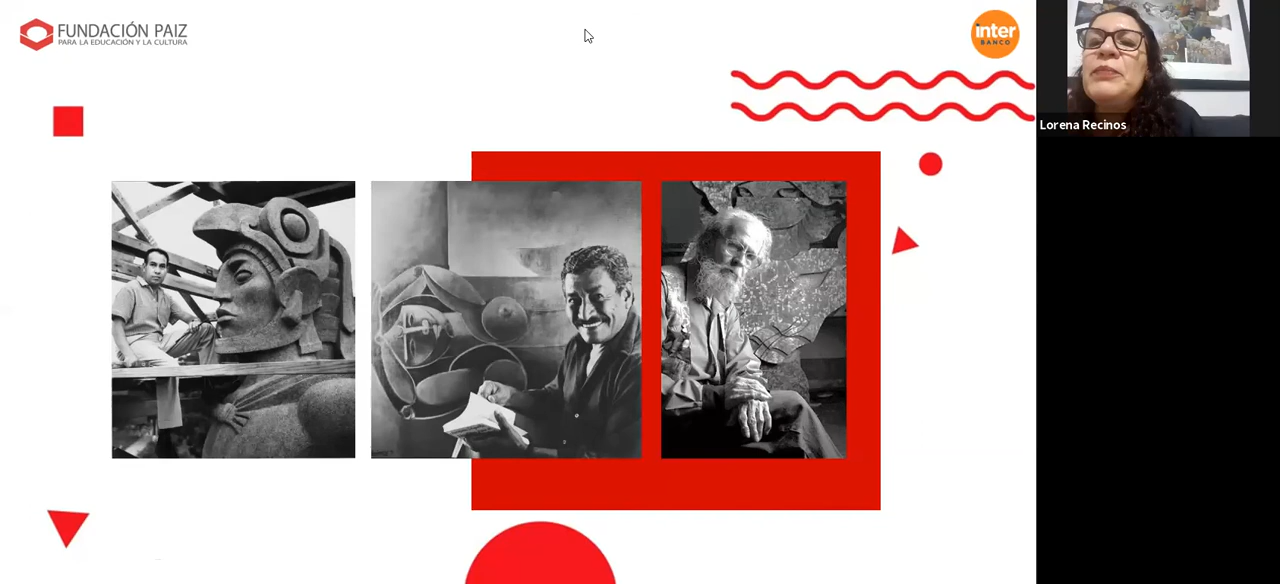 FUNDACIÓN PAIZ
PARA LA EDUCACIÓN Y LA CULTURA
inter
BANCO
Lorena Recinos